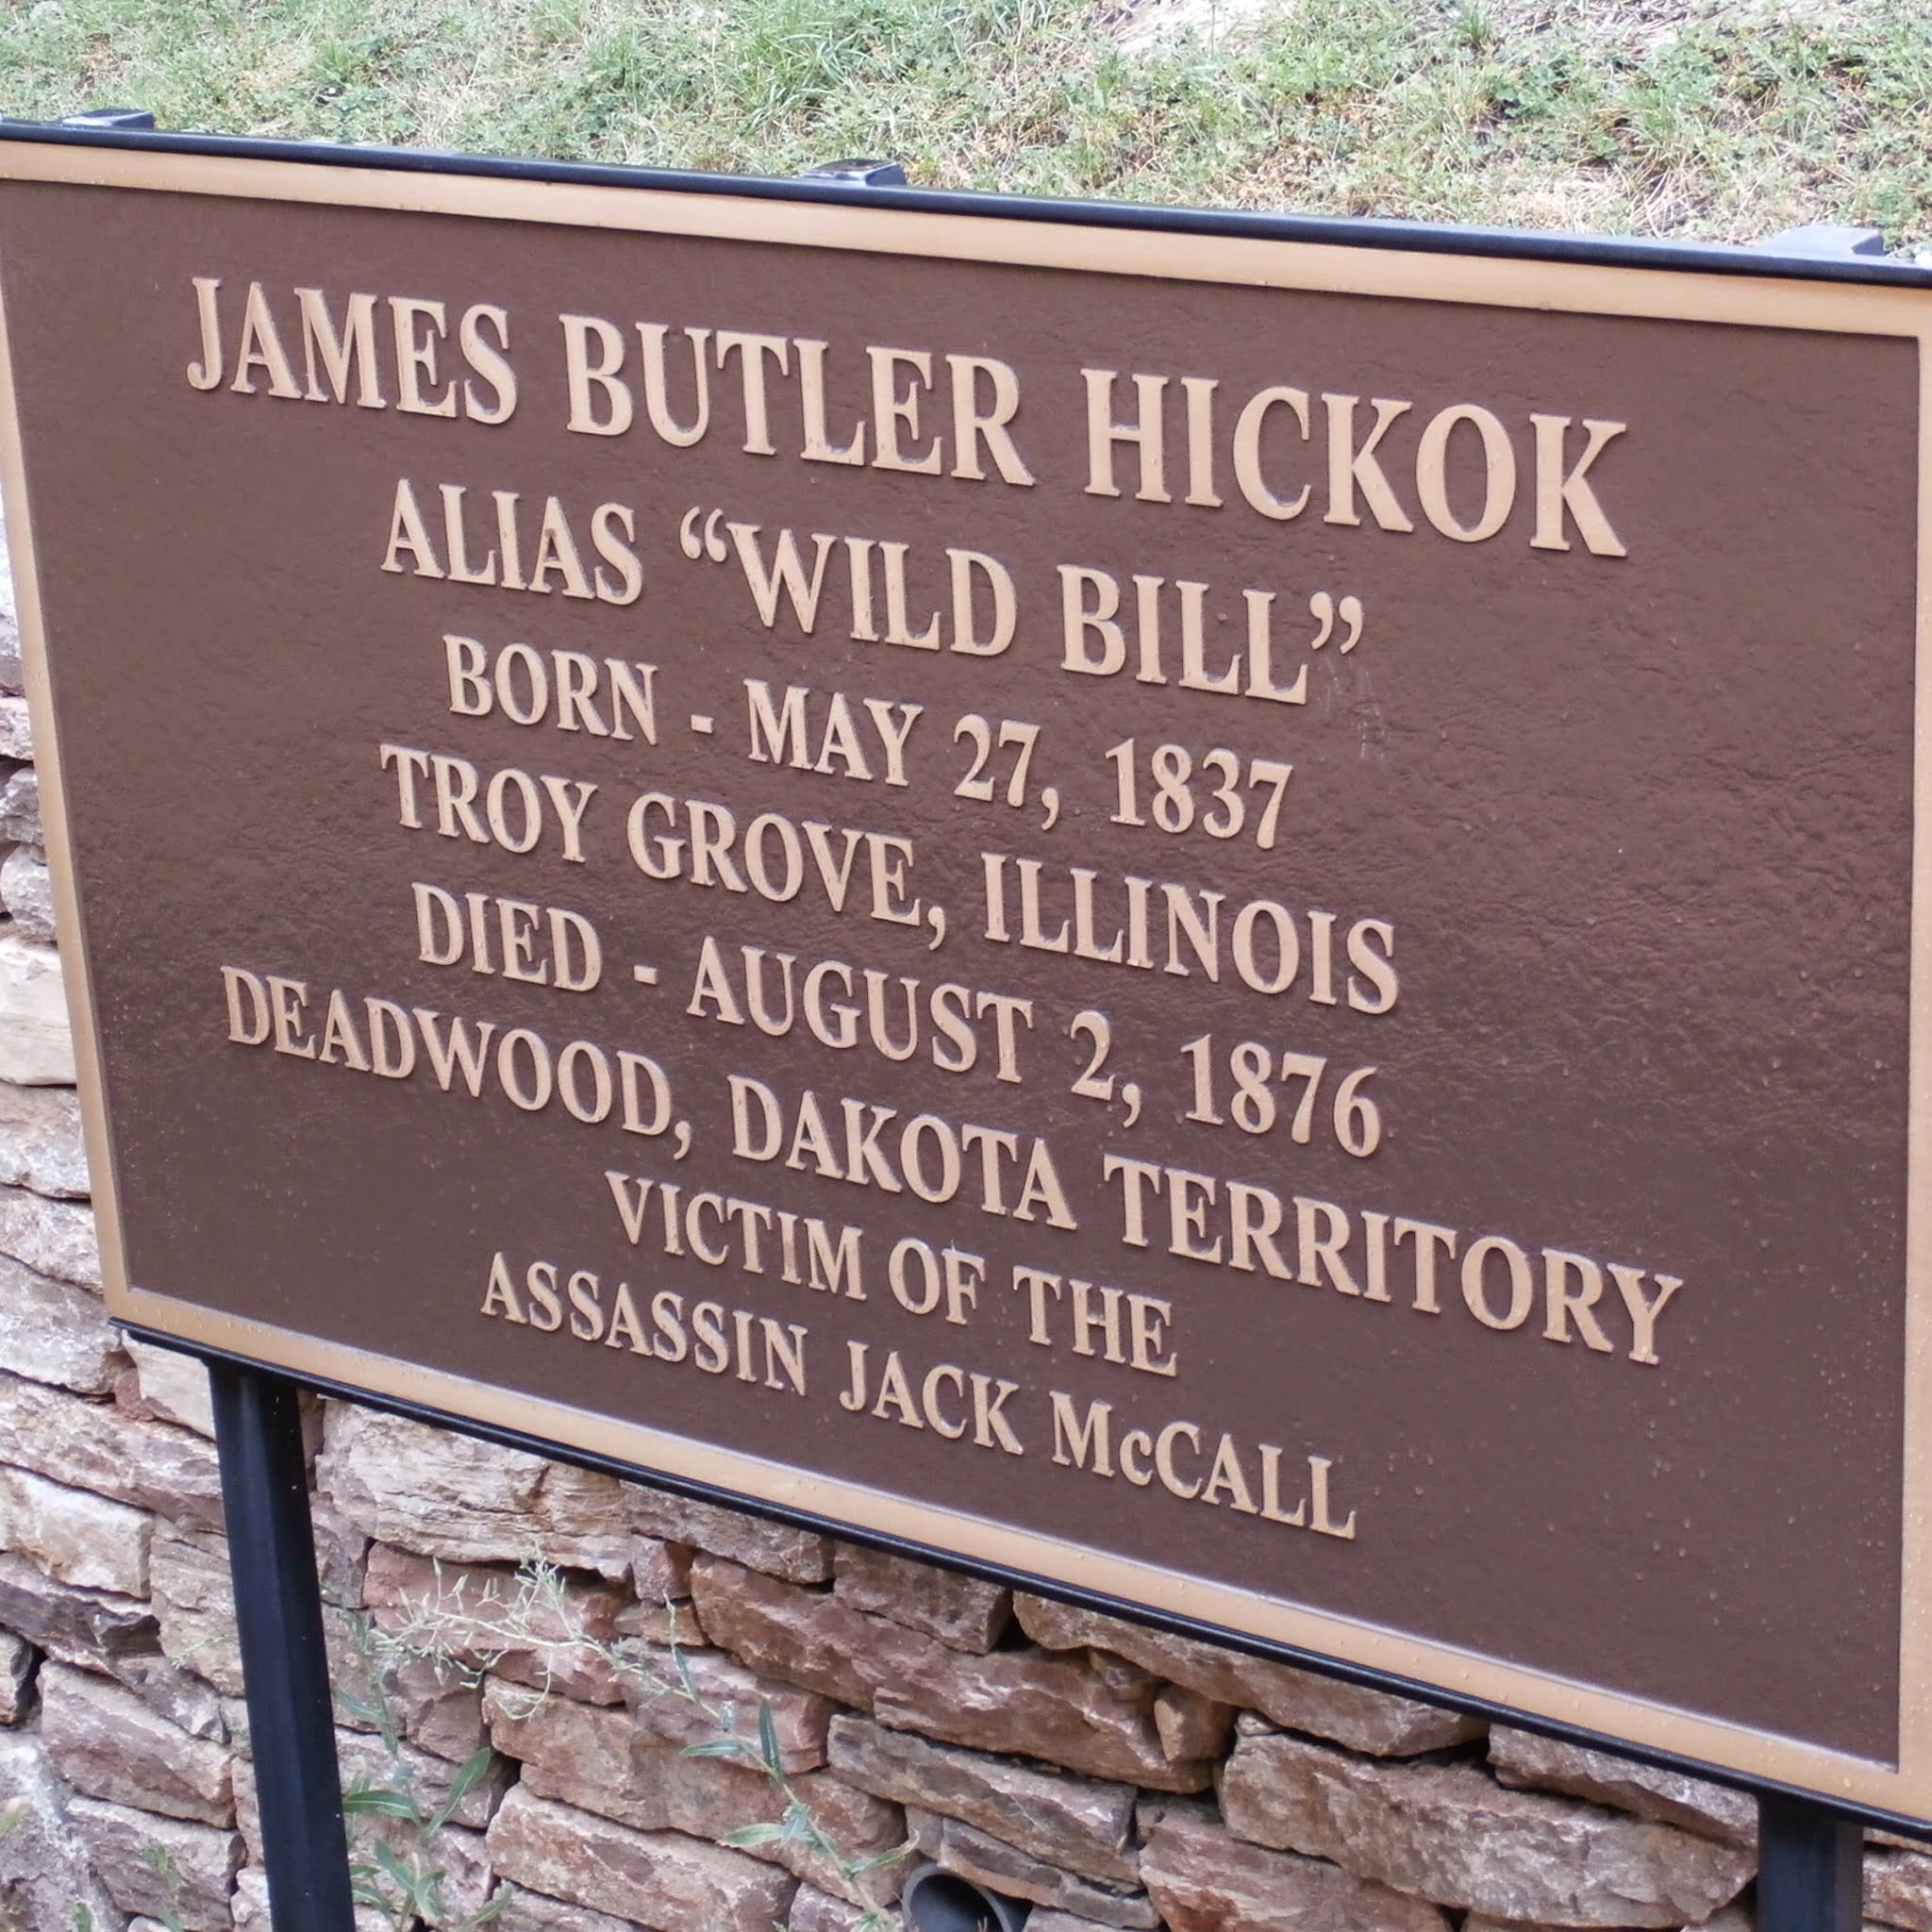 JAMES BUTLER HICKOK
ALIAS “WILD BILL”
BORN - MAY 27, 1837
TROY GROVE, ILLINOIS
DIED - AUGUST 2, 1876
DEADWOOD, DAKOTA TERRITORY
VICTIM OF THE
ASSASSIN JACK McCALL